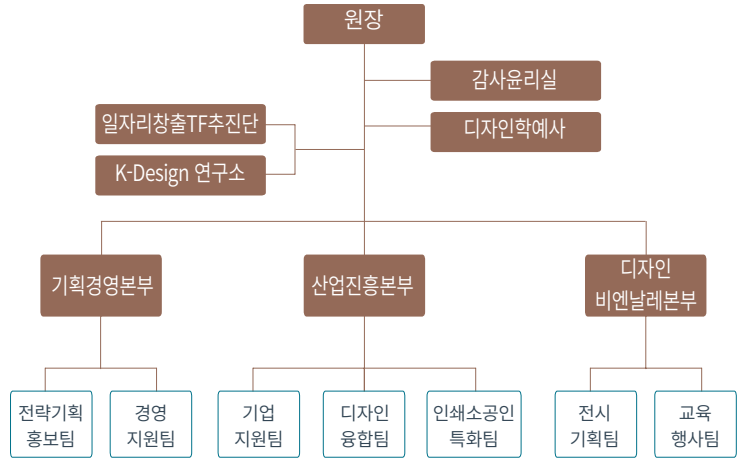 원장
감사윤리실
일자리창출TF추진단
디자인학예사
K-Design 연구소
기획경영본부
산업진흥본부
디자인
비엔날레본부
전략기획
홍보팀
경영
지원팀
기업
지원팀
디자인
융합팀
인쇄소공인
특화팀
전시
기획팀
교육
행사팀